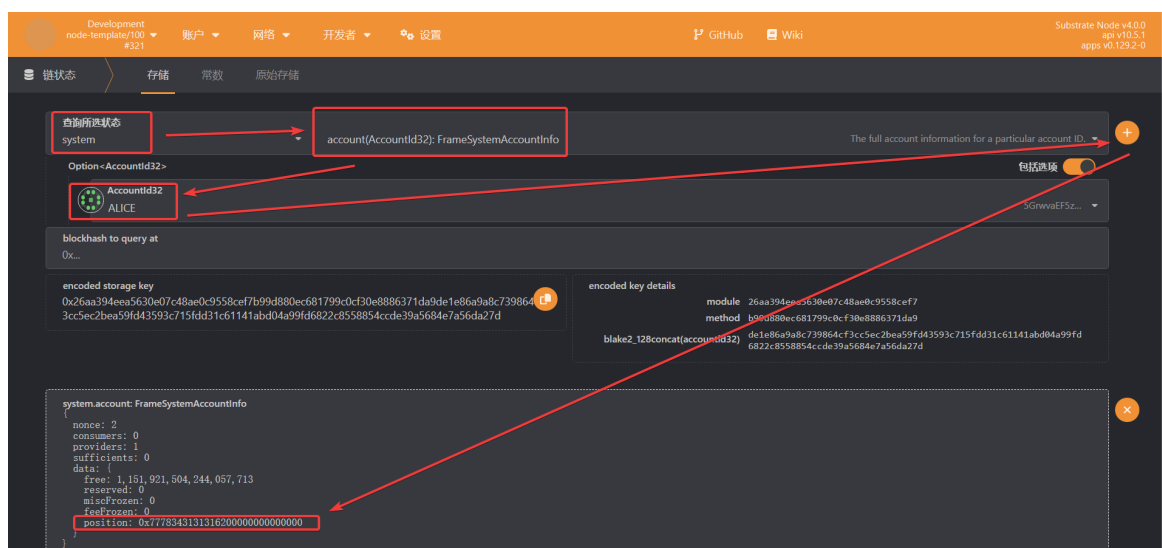 Development
node-template/100
#321
账户
网络
开发者
设置
GitHub
Wiki
Substrate Node v4.0.0
api v10.5.1
apps v0.129.2-0
链状态
存储
常数
原始存储
查询所选状态
system
account(AccountId32): FrameSystemAccountInfo
The full account information for a particular account ID.
Option<AccountId32>
包括选项
AccountId32
ALICE
5GrwvaEF5z...
blockhash to query at
0x...
encoded storage key
0x26aa394eea5630e07c48ae0c9558cef7b99d880ec681799c0cf30e8886371da9de1e86a9a8c739864
3cc5ec2bea59fd43593c715fdd31c61141abd04a99fd6822c8558854ccde39a5684e7a56da27d
encoded key details
module 26aa394eea5630e07c48ae0c9558cef7
method b99d880ec681799c0cf30e8886371da9
blake2_128concat(accountId32) de1e86a9a8c739864cf3cc5ec2bea59fd43593c715fdd31c61141abd04a99fd
6822c8558854ccde39a5684e7a56da27d
system.account: FrameSystemAccountInfo
{
nonce: 2
consumers: 0
providers: 1
sufficients: 0
data: {
free: 1,151,921,504,244,057,713
reserved: 0
miscFrozen: 0
feeFrozen: 0
position: 0x77783431313162000000000000000
}
}